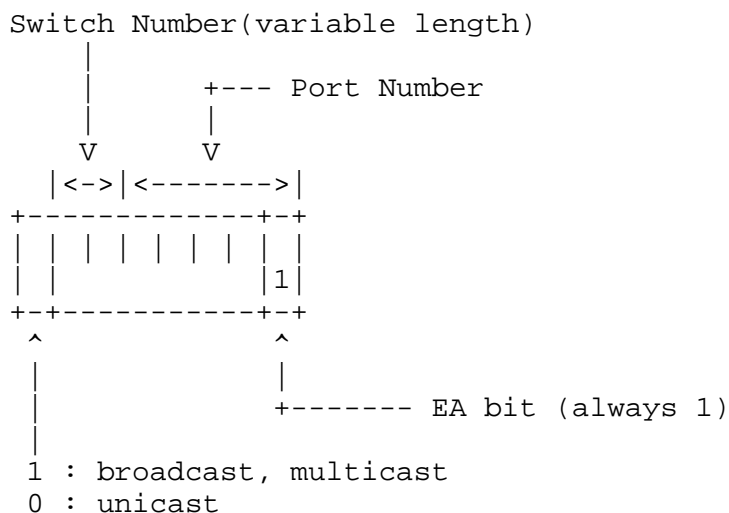 Switch Number(variable length)
     |
     |      +--- Port Number
     |      |
     V      V
   |<->|<------->|
+-------------+-+
| | | | | | | | |
| |           |1|
+-+-----------+-+
 ^             ^
 |             |
 |             +------- EA bit (always 1)
 |
 1 : broadcast, multicast
 0 : unicast